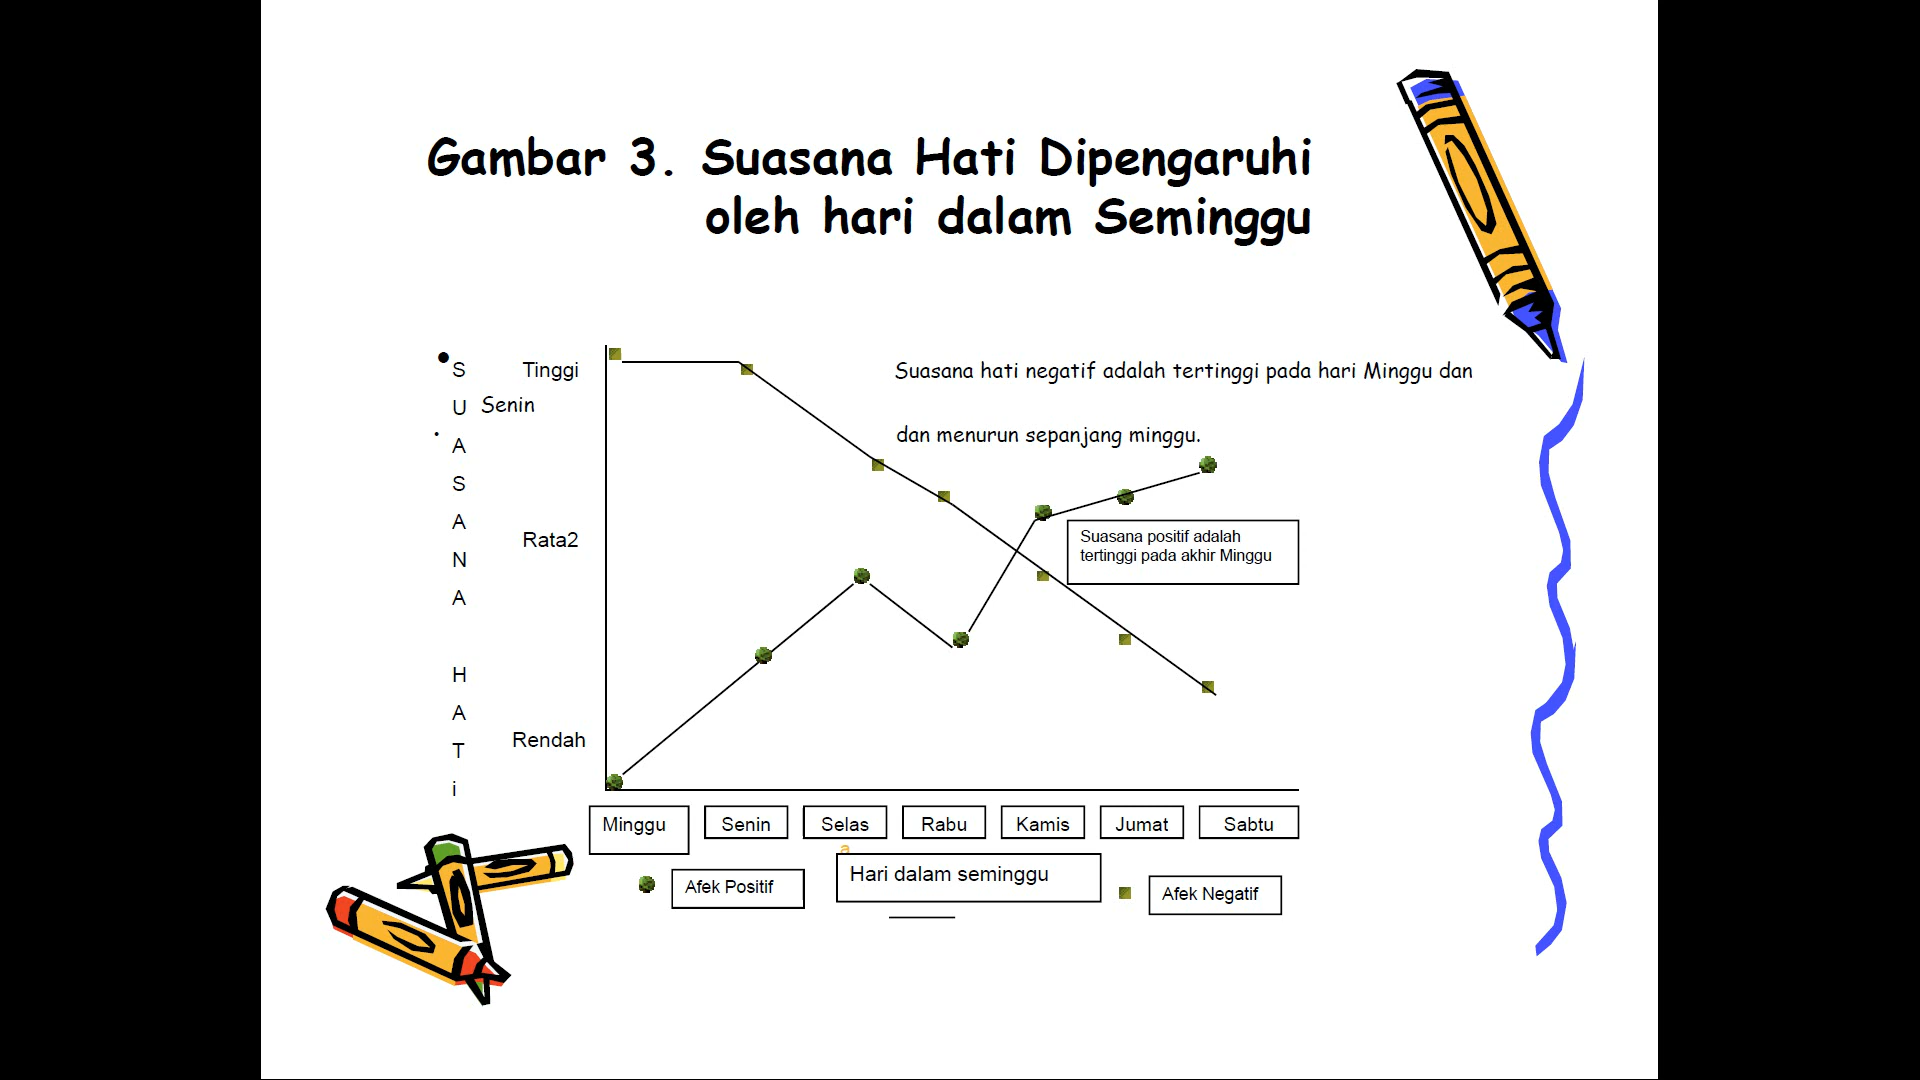 Gambar 3. Suasana Hati Dipengaruhi
oleh hari dalam Seminggu
S
U
A
S
A
N
A
H
A
T
i
Tinggi
Senin
Rata2
Rendah
Suasana hati negatif adalah tertinggi pada hari Minggu dan
dan menurun sepanjang minggu.
Suasana positif adalah
tertinggi pada akhir Minggu
Minggu
Senin
Selas
a
Rabu
Kamis
Jumat
Sabtu
Afek Positif
Hari dalam seminggu
Afek Negatif